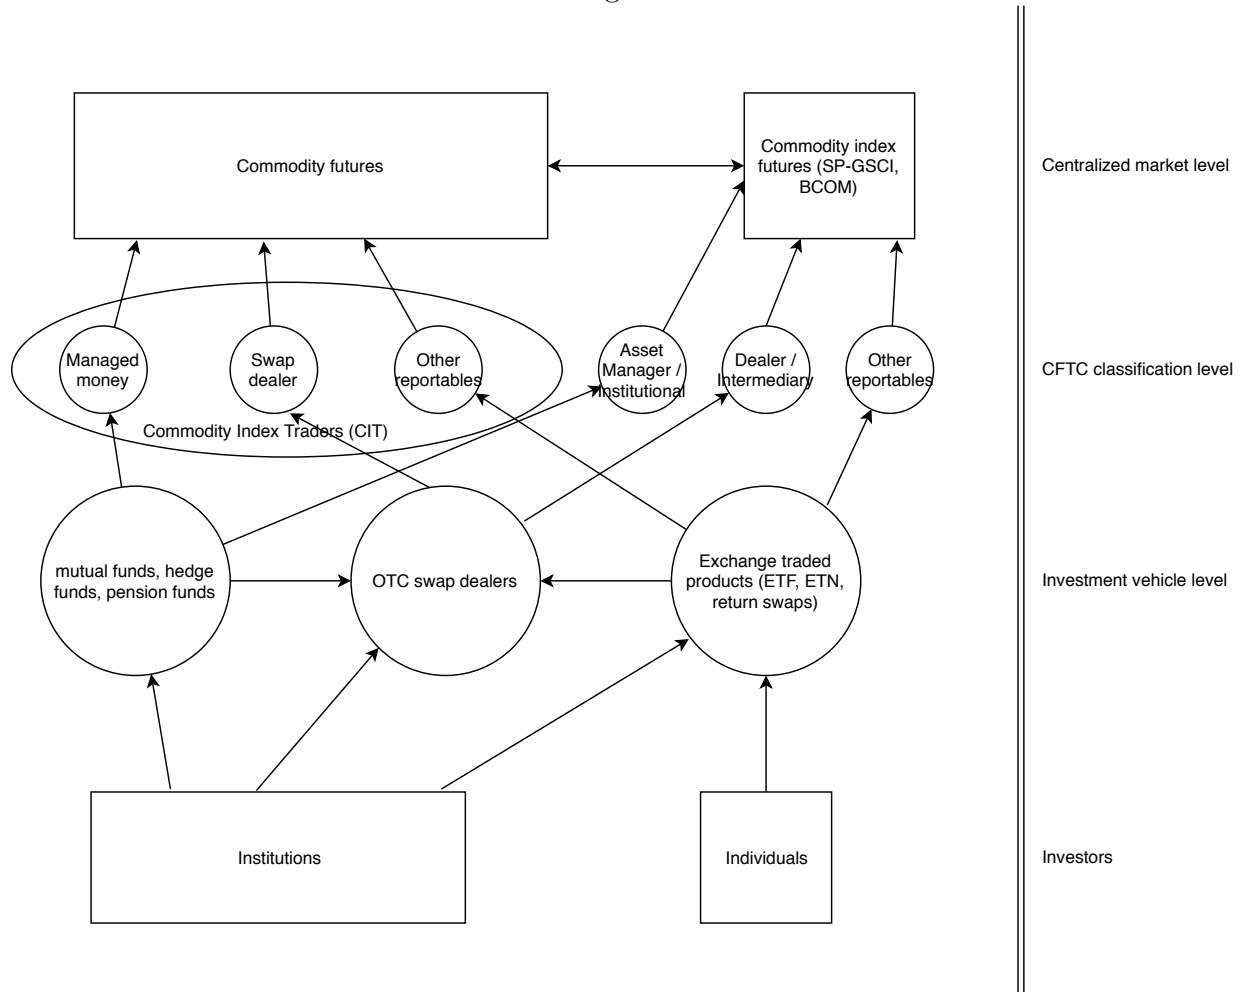 Commodity futures
Commodity index
futures (SP-GSCI,
BCOM)
Centralized market level
Managed
money
Swap
dealer
Other
reportables
Asset
Manager /
Institutional
Dealer /
Intermediary
Other
reportables
CFTC classification level
Commodity Index Traders (CIT)
mutual funds, hedge
funds, pension funds
OTC swap dealers
Exchange traded
products (ETF, ETN,
return swaps)
Investment vehicle level
Institutions
Individuals
Investors